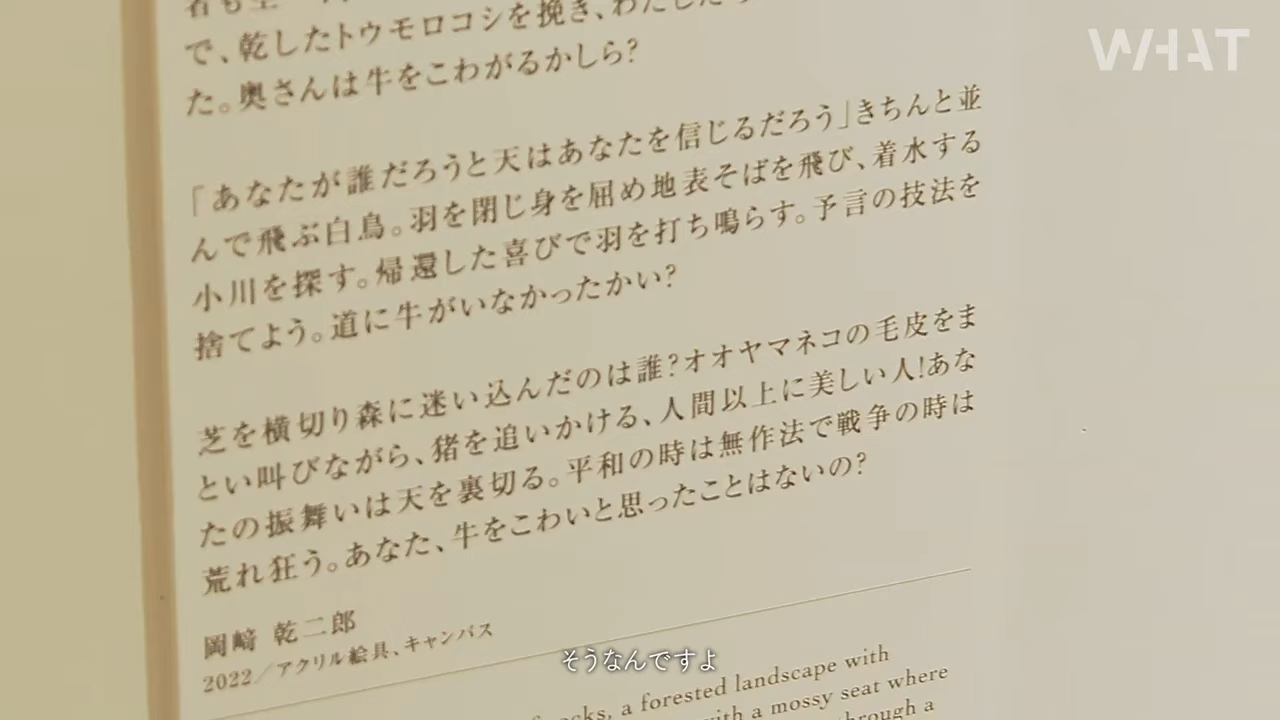 WHAT
で、乾したトウモロコシを挽き、わたしたち
た。奥さんは牛をこわがるかしら?
「あなたが誰だろうと天はあなたを信じるだろう」きちんと並
んで飛ぶ白鳥。羽を閉じ身を屈め地表そばを飛び、着水する
小川を探す。帰還した喜びで羽を打ち鳴らす。予言の技法を
捨てよう。道に牛がいなかったかい?
芝を横切り森に迷い込んだのは誰?オオヤマネコの毛皮をま
とい叫びながら、猪を追いかける、人間以上に美しい人!あな
たの振舞いは天を裏切る。平和の時は無作法で戦争の時は
荒れ狂う。あなた、牛をこわいと思ったことはないの?
岡﨑 乾二郎
2022／アクリル絵具、キャンバス
そうなんですよ
rocks, a forested landscape with
with a mossy seat where
through a